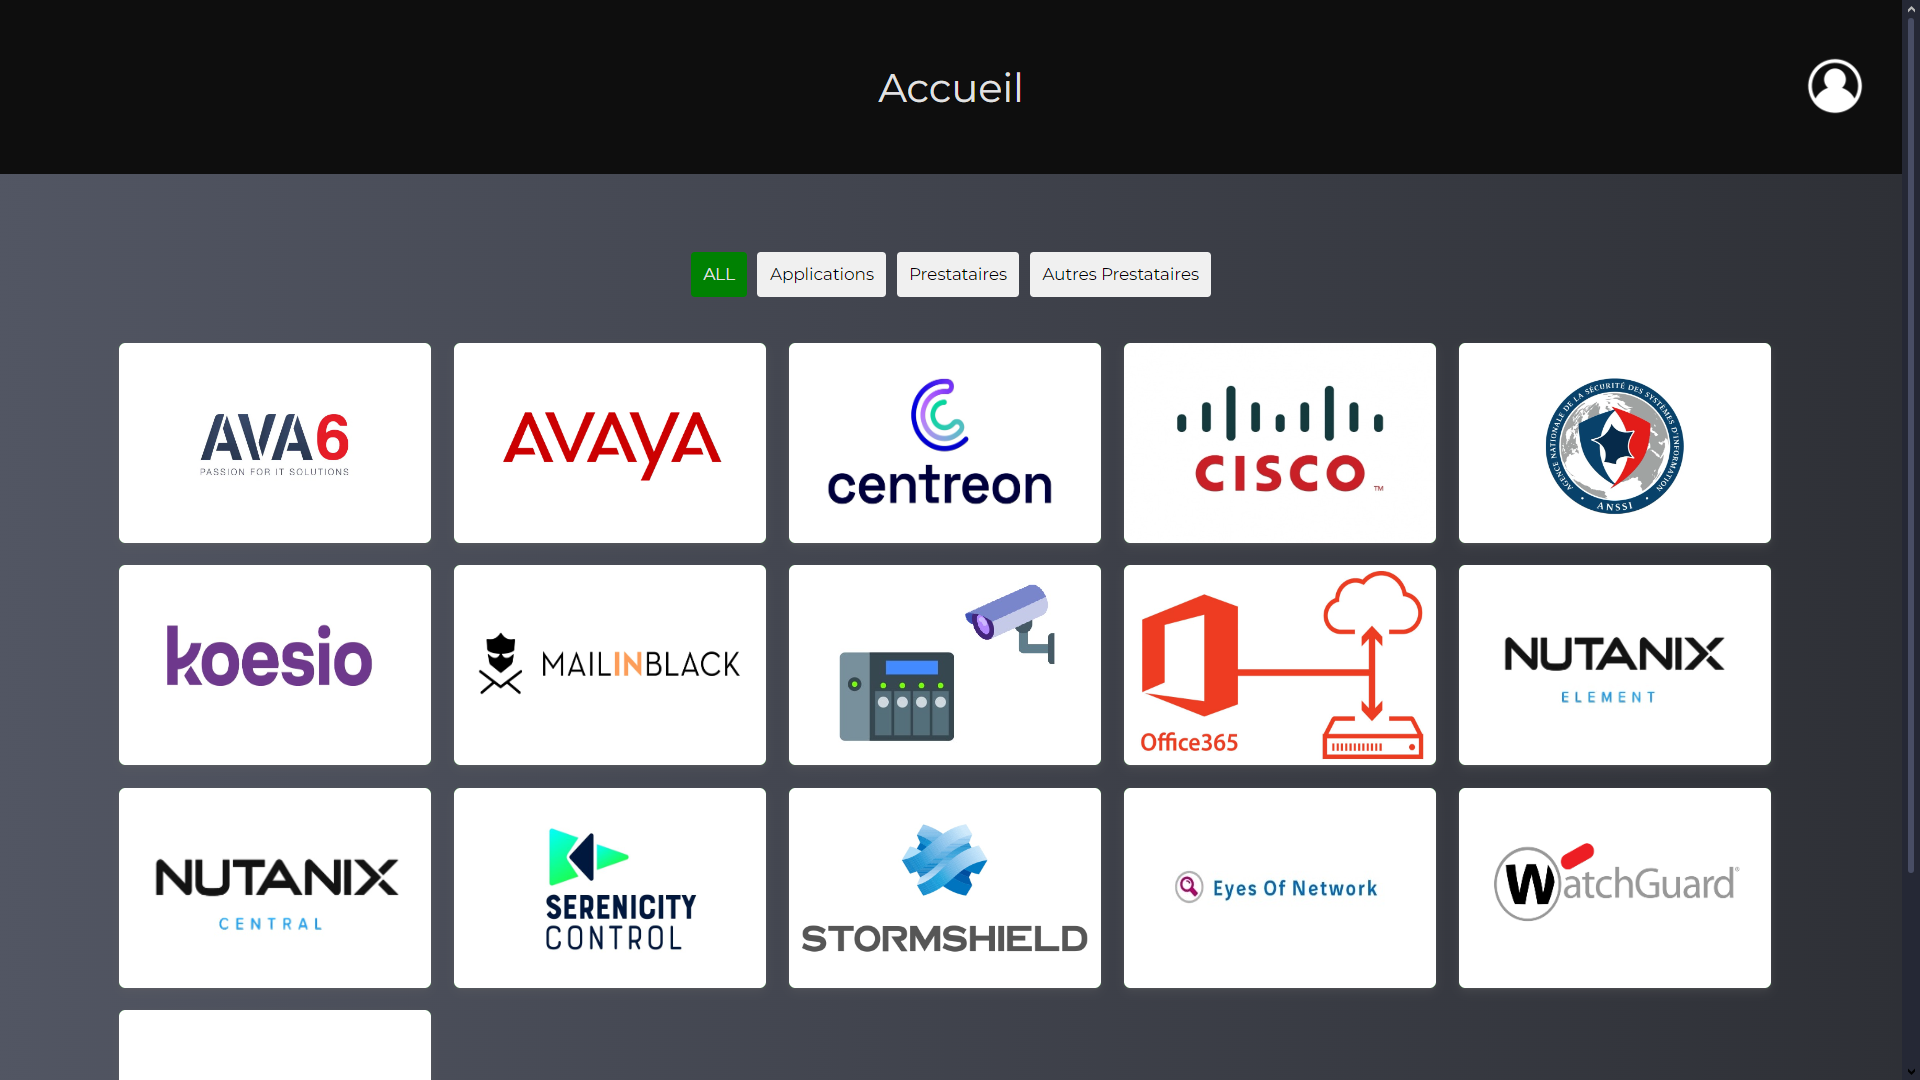 Accueil
ALL
Applications
Prestataires
Autres Prestataires
AVA6
PASSION FOR IT SOLUTIONS
AVAYA
centreon
CISCO
TM
AGENCE NATIONALE DE LA SÉCURITÉ DES SYSTÈMES D'INFORMATION
ANSSI
koesio
MAILINBLACK
Office365
NUTANIX
ELEMENT
NUTANIX
CENTRAL
SERENICITY
CONTROL
STORMSHIELD
Eyes Of Network
WatchGuard®